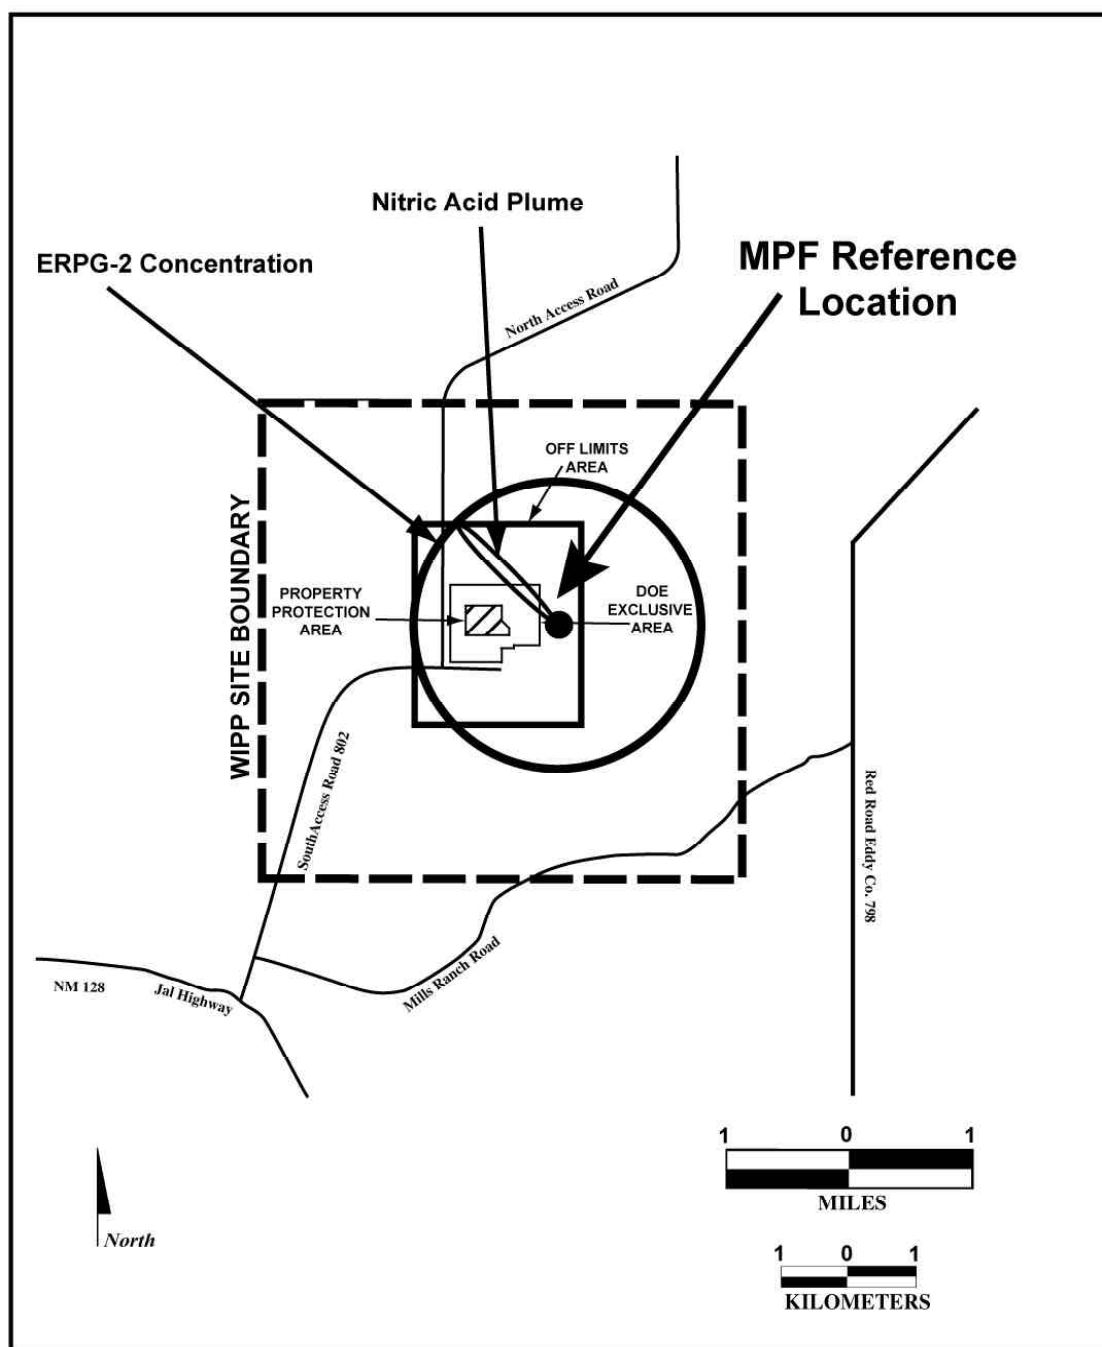 Nitric Acid Plume
ERPG-2 Concentration
MPF Reference
Location
North Access Road
OFF LIMITS
AREA
WIPP SITE BOUNDARY
PROPERTY
PROTECTION
AREA
DOE
EXCLUSIVE
AREA
SouthAccess Road 802
Red Road Eddy Co. 798
Mills Ranch Road
NM 128
Jal Highway
North
1 0 1
MILES
1 0 1
KILOMETERS